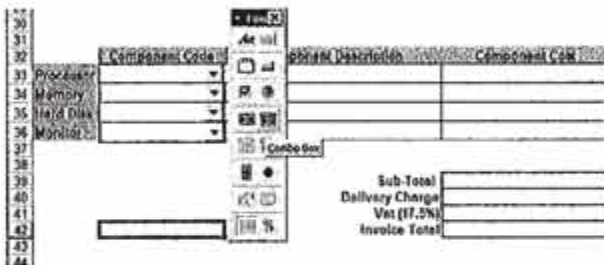 30
31
32 Component Code Component Description Component Cost
33 Processor
34 Memory
35 Hard Disk
36 Monitor
37 Combo Box
38
39 Sub-Total
40 Delivery Charge
41 Vat (17.5%)
42 Invoice Total
43
44